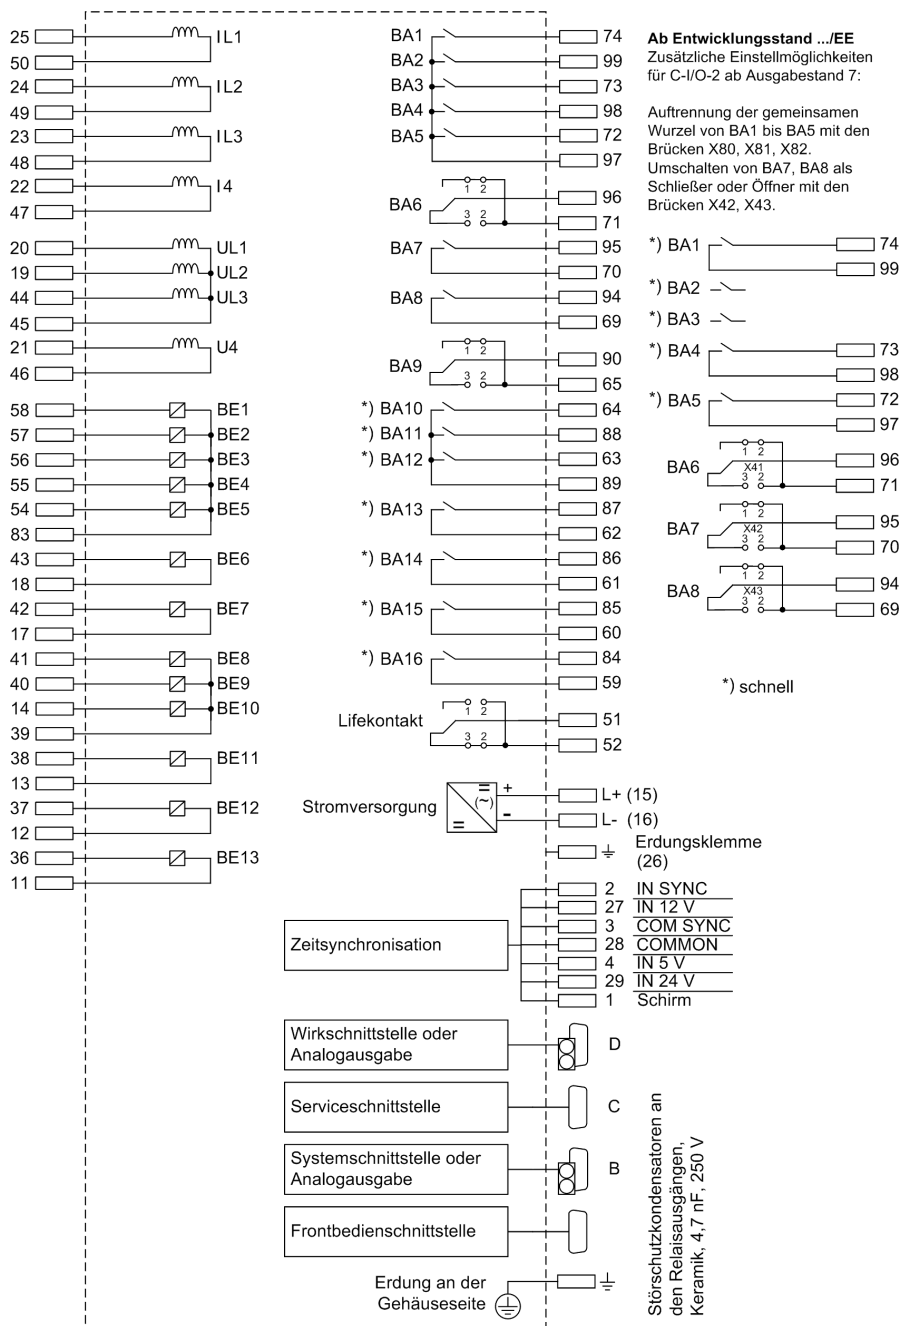 25 IL1
50
24 IL2
49
23 IL3
48
22 I4
47
20 UL1
19 UL2
44 UL3
45
21 U4
46
58 BE1
57 BE2
56 BE3
55 BE4
54 BE5
83
43 BE6
18
42 BE7
17
41 BE8
40 BE9
14 BE10
39
38 BE11
13
37 BE12
12
36 BE13
11
BA1 74
BA2 99
BA3 73
BA4 98
BA5 72
97
1 2
BA6 96
3 2 71
BA7 95
70
BA8 94
69
1 2
BA9 90
3 2 65
*) BA10 64
*) BA11 88
*) BA12 63
89
*) BA13 87
62
*) BA14 86
61
*) BA15 85
60
*) BA16 84
59
1 2
Lifekontakt 51
3 2 52
Stromversorgung = (~) = + L+ (15)
- L- (16)
Erdungsklemme
(26)
2 IN SYNC
27 IN 12 V
3 COM SYNC
Zeitsynchronisation 28 COMMON
4 IN 5 V
29 IN 24 V
1 Schirm
Wirkschnittstelle oder
Analogausgabe D
Serviceschnittstelle C
Systemschnittstelle oder
Analogausgabe B
Frontbedienschnittstelle
Erdung an der
Gehäuseseite
Ab Entwicklungsstand .../EE
Zusätzliche Einstellmöglichkeiten
für C-I/O-2 ab Ausgabestand 7:
Auftrennung der gemeinsamen
Wurzel von BA1 bis BA5 mit den
Brücken X80, X81, X82.
Umschalten von BA7, BA8 als
Schließer oder Öffner mit den
Brücken X42, X43.
*) BA1 74
99
*) BA2
*) BA3
*) BA4 73
98
*) BA5 72
97
1 2
BA6 X41 96
3 2 71
1 2
BA7 X42 95
3 2 70
1 2
BA8 X43 94
3 2 69
*) schnell
Störschutzkondensatoren an
den Relaisausgängen,
Keramik, 4,7 nF, 250 V